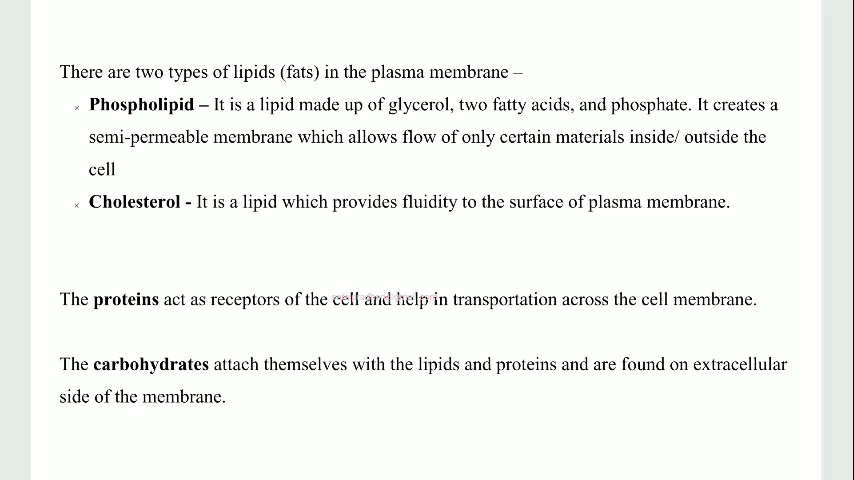 There are two types of lipids (fats) in the plasma membrane –
Phospholipid – It is a lipid made up of glycerol, two fatty acids, and phosphate. It creates a
semi-permeable membrane which allows flow of only certain materials inside/ outside the
cell
Cholesterol - It is a lipid which provides fluidity to the surface of plasma membrane.
The proteins act as receptors of the cell and help in transportation across the cell membrane.
The carbohydrates attach themselves with the lipids and proteins and are found on extracellular
side of the membrane.